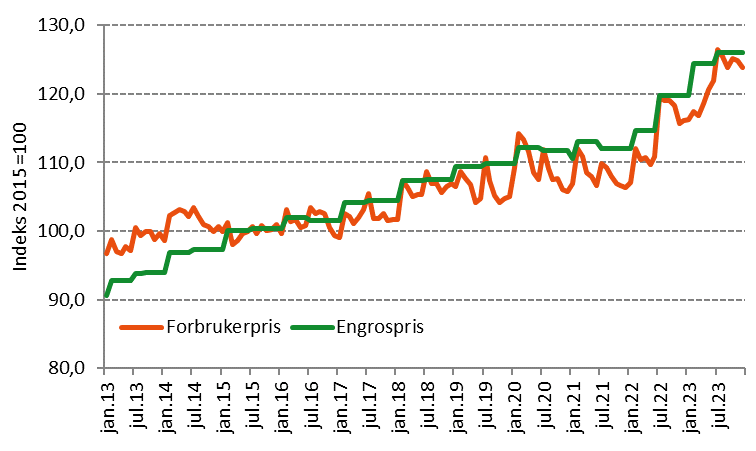 Indeks 2015=100
130,0
120,0
110,0
100,0
90,0
80,0
Forbrukerpris
Engrospris
jan.13
jul.13
jan.14
jul.14
jan.15
jul.15
jan.16
jul.16
jan.17
jul.17
jan.18
jul.18
jan.19
jul.19
jan.20
jul.20
jan.21
jul.21
jan.22
jul.22
jan.23
jul.23